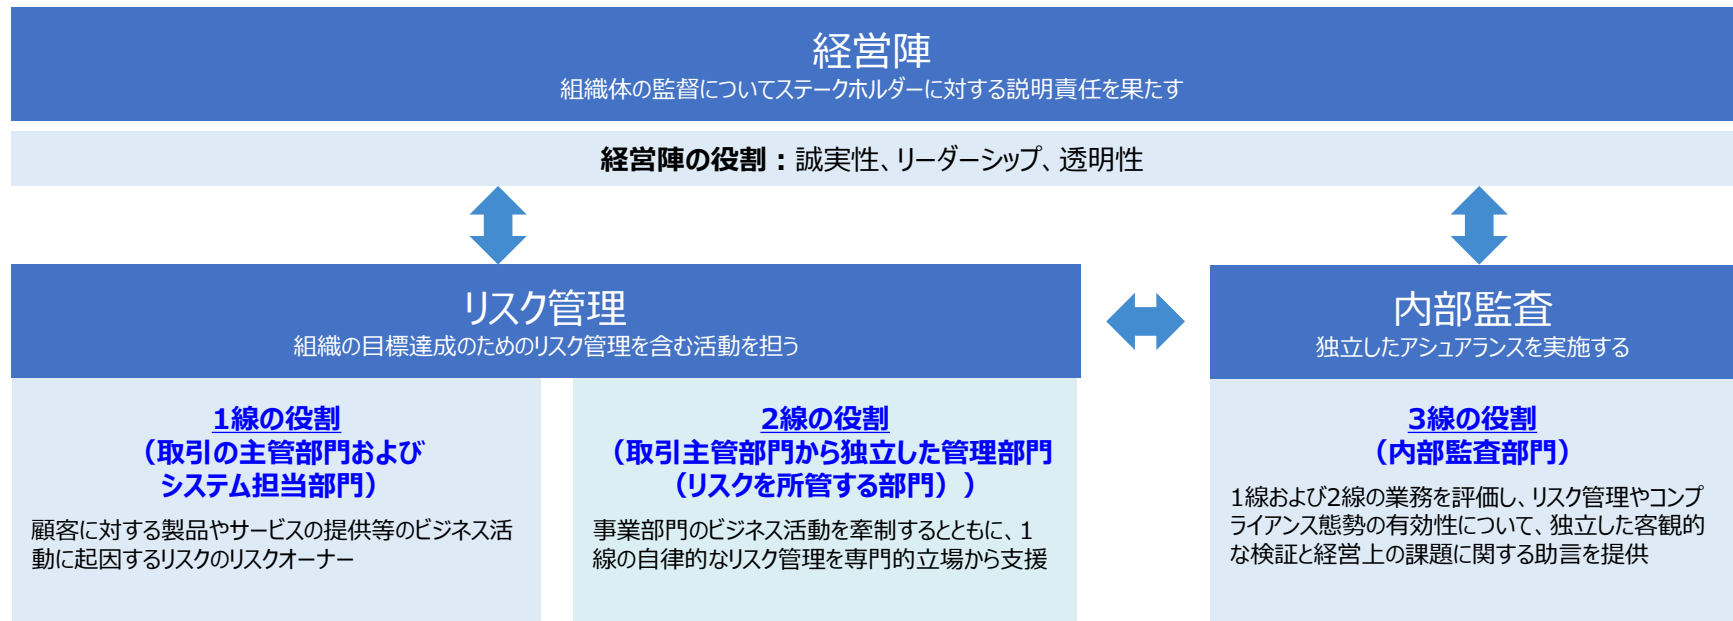 経営陣
組織体の監督についてステークホルダーに対する説明責任を果たす
経営陣の役割:誠実性、リーダーシップ、透明性
リスク管理
組織の目標達成のためのリスク管理を含む活動を担う
1線の役割
（取引の主管部門および
システム担当部門）
顧客に対する製品やサービスの提供等のビジネス活
動に起因するリスクのリスクオーナー
2線の役割
（取引主管部門から独立した管理部門
（リスクを所管する部門））
事業部門のビジネス活動を牽制するとともに、1
線の自律的なリスク管理を専門的立場から支援
内部監査
独立したアシュアランスを実施する
3線の役割
（内部監査部門）
1線および2線の業務を評価し、リスク管理やコンプ
ライアンス態勢の有効性について、独立した客観的
な検証と経営上の課題に関する助言を提供